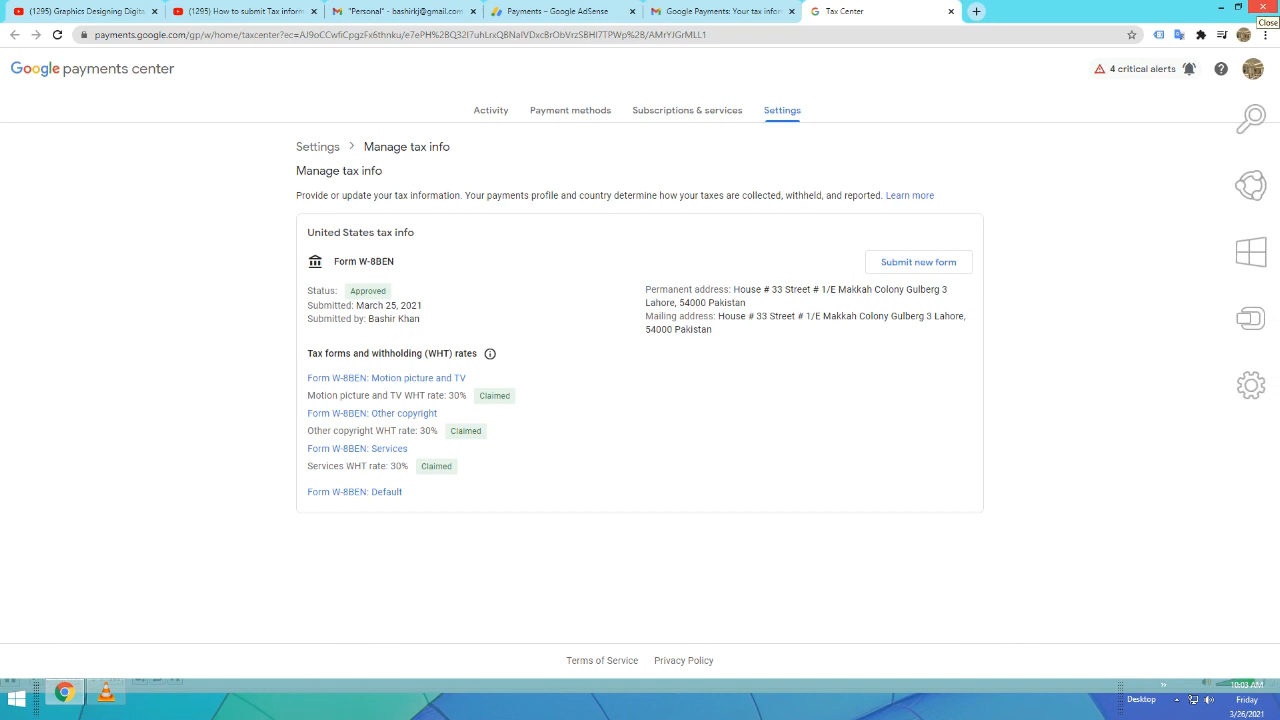 (1295) Graphics Designing Digita
(1295) How to submit Tax inform
"Personal" - bashirkj@gmail.com
Payments – Google AdSense
Google Payments: Your tax infor
Tax Center
Close
payments.google.com/gp/w/home/taxcenter?
Google payments center
4 critical alerts
Activity
Payment methods
Subscriptions & services
Settings
Settings > Manage tax info
Manage tax info
Provide or update your tax information. Your payments profile and country determine how your taxes are collected, withheld, and reported. Learn more
United States tax info
Form W-8BEN
Submit new form
Status: Approved
Submitted: March 25, 2021
Submitted by: Bashir Khan
Permanent address: House # 33 Street # 1/E Makkah Colony Gulberg 3
Lahore, 54000 Pakistan
Mailing address: House # 33 Street # 1/E Makkah Colony Gulberg 3 Lahore,
54000 Pakistan
Tax forms and withholding (WHT) rates
Form W-8BEN: Motion picture and TV
Motion picture and TV WHT rate: 30% Claimed
Form W-8BEN: Other copyright
Other copyright WHT rate: 30% Claimed
Form W-8BEN: Services
Services WHT rate: 30% Claimed
Form W-8BEN: Default
Terms of Service
Privacy Policy
10:03 AM
Desktop
Friday
3/26/2021